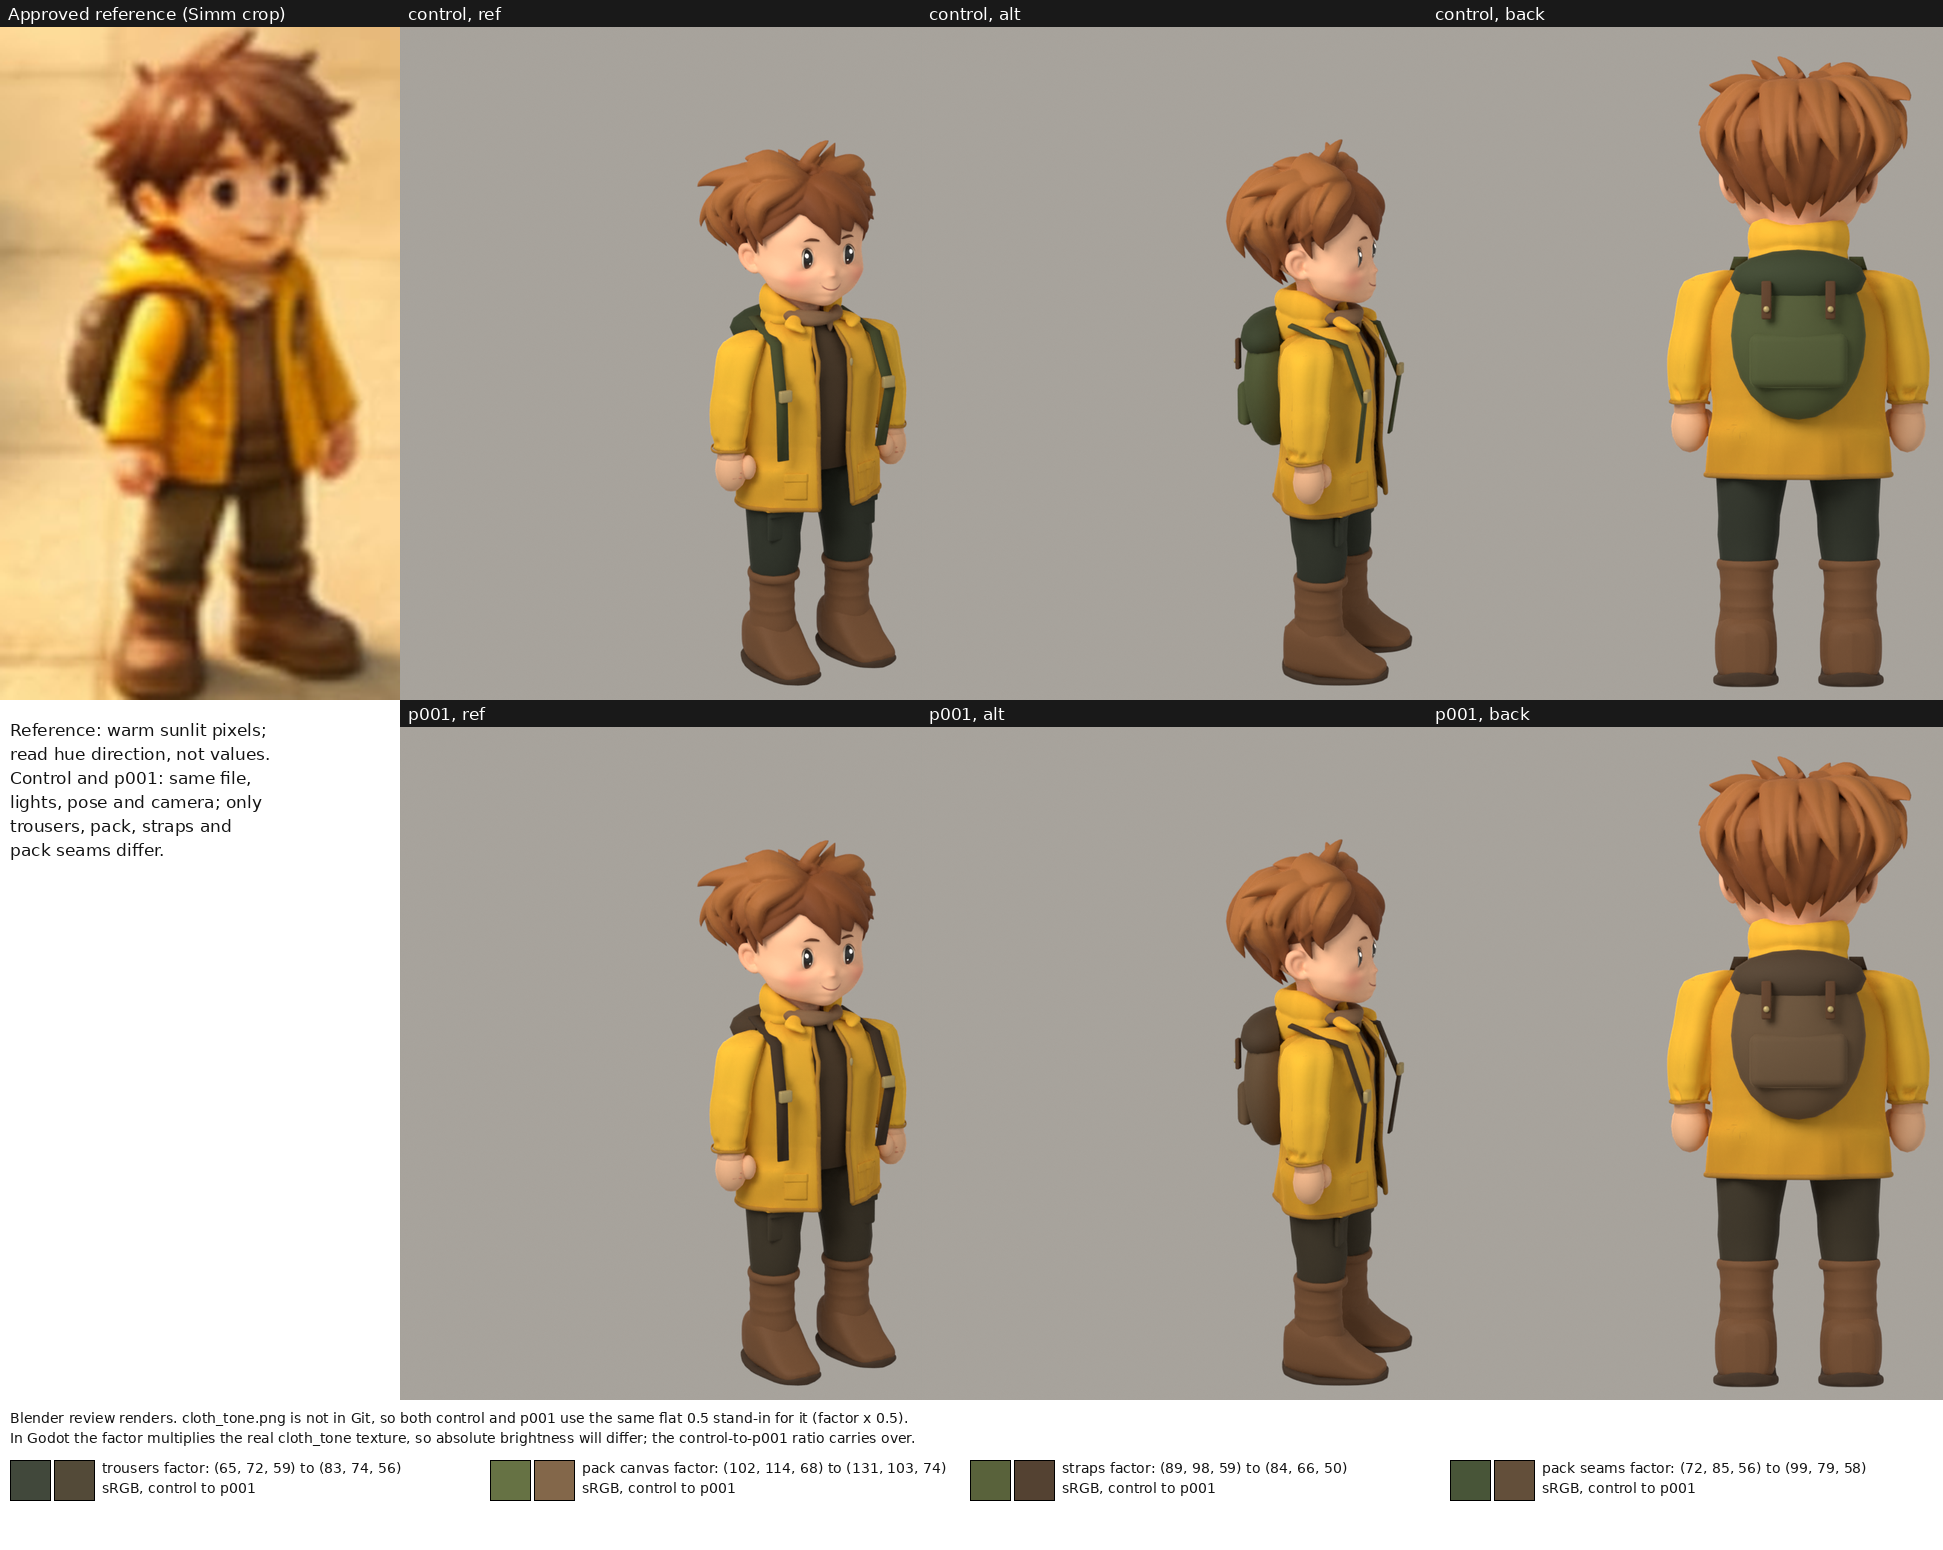 Approved reference (Simm crop)
control, ref
control, alt
control, back
p001, ref
p001, alt
p001, back
Reference: warm sunlit pixels;
read hue direction, not values.
Control and p001: same file,
lights, pose and camera; only
trousers, pack, straps and
pack seams differ.
Blender review renders. cloth_tone.png is not in Git, so both control and p001 use the same flat 0.5 stand-in for it (factor x 0.5).
In Godot the factor multiplies the real cloth_tone texture, so absolute brightness will differ; the control-to-p001 ratio carries over.
trousers factor: (65, 72, 59) to (83, 74, 56)
sRGB, control to p001
pack canvas factor: (102, 114, 68) to (131, 103, 74)
sRGB, control to p001
straps factor: (89, 98, 59) to (84, 66, 50)
sRGB, control to p001
pack seams factor: (72, 85, 56) to (99, 79, 58)
sRGB, control to p001